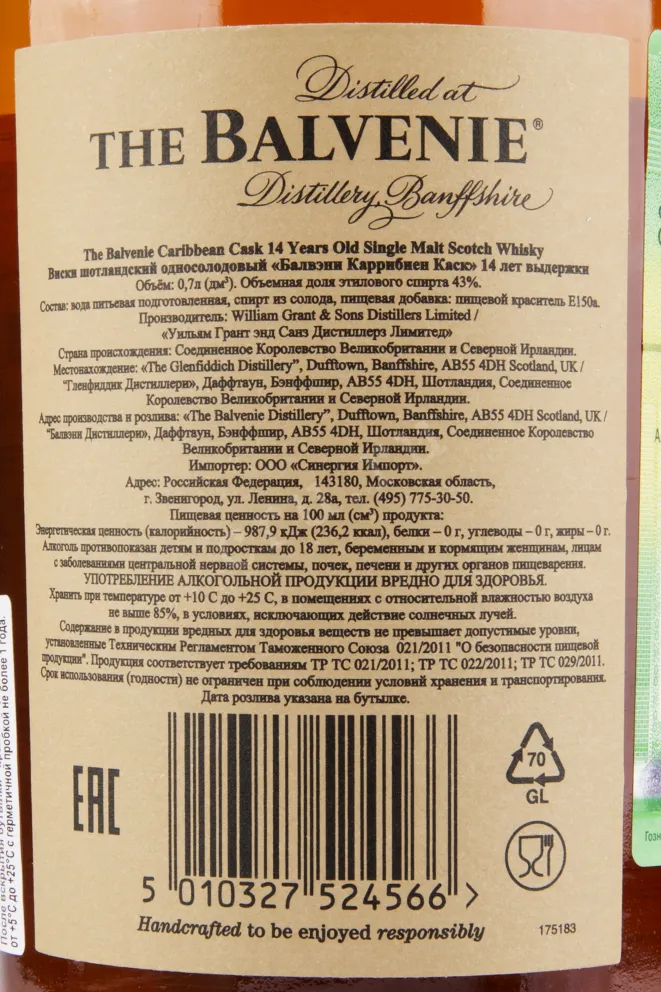 Distilled at
THE BALVENIE®
Distillery, Banffshire
The Balvenie Caribbean Cask 14 Years Old Single Malt Scotch Whisky
Виски шотландский односолодовый «Балвэни Каррибиен Каск» 14 лет выдержки
Объём: 0,7л (дм³). Объемная доля этилового спирта 43%.
Состав: вода питьевая подготовленная, спирт из солода, пищевая добавка: пищевой краситель Е150а.
Производитель: William Grant & Sons Distillers Limited /
«Уильям Грант энд Санз Дистиллерз Лимитед»
Страна происхождения: Соединенное Королевство Великобритании и Северной Ирландии.
Местонахождение: «The Glenfiddich Distillery”, Dufftown, Banffshire, AB55 4DH Scotland, UK /
“Гленфиддик Дистиллери», Даффтаун, Бэнффшир, AB55 4DH, Шотландия, Соединенное
Королевство Великобритании и Северной Ирландии.
Адрес производства и розлива: «The Balvenie Distillery”, Dufftown, Banffshire, AB55 4DH Scotland, UK /
“Балвэни Дистиллери», Даффтаун, Бэнффшир, AB55 4DH, Шотландия, Соединенное Королевство
Великобритании и Северной Ирландии.
Импортер: ООО «Синергия Импорт».
Адрес: Российская Федерация, 143180, Московская область,
г. Звенигород, ул. Ленина, д. 28а, тел. (495) 775-30-50.
Пищевая ценность на 100 мл (см³) продукта:
Энергетическая ценность (калорийность) – 987,9 кДж (236,2 ккал), белки – 0 г, углеводы – 0 г, жиры – 0 г.
Алкоголь противопоказан детям и подросткам до 18 лет, беременным и кормящим женщинам, лицам
с заболеваниями центральной нервной системы, почек, печени и других органов пищеварения.
УПОТРЕБЛЕНИЕ АЛКОГОЛЬНОЙ ПРОДУКЦИИ ВРЕДНО ДЛЯ ЗДОРОВЬЯ.
Хранить при температуре от +10 С до +25 С, в помещениях с относительной влажностью воздуха
не выше 85%, в условиях, исключающих действие солнечных лучей.
Содержание в продукции вредных для здоровья веществ не превышает допустимые уровни,
установленные Техническим Регламентом Таможенного Союза 021/2011 "О безопасности пищевой
продукции". Продукция соответствует требованиям ТР ТС 021/2011; ТР ТС 022/2011; ТР ТС 029/2011.
Срок использования (годности) не ограничен при соблюдении условий хранения и транспортирования.
Дата розлива указана на бутылке.
EAC
70
GL
5 010327 524566 >
Handcrafted to be enjoyed responsibly
175183
от +5°С до +25°С с герметичной пробкой не более 1 года.
Гозн